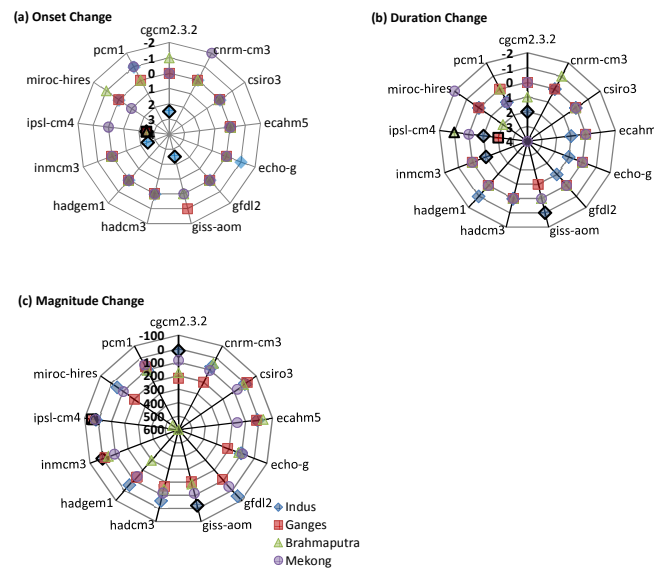 (a) Onset Change
cgcm2.3.2
cnrm-cm3
csiro3
ecahm5
echo-g
gfdl2
giss-aom
hadcm3
hadgem1
inmcm3
ipsl-cm4
miroc-hires
pcm1
-2
-1
0
1
2
3
(b) Duration Change
cgcm2.3.2
cnrm-cm3
csiro3
ecahm
echo-g
gfdl2
giss-aom
hadcm3
hadgem1
inmcm3
ipsl-cm4
miroc-hires
pcm1
-2
-1
0
1
2
3
4
(c) Magnitude Change
cgcm2.3.2
cnrm-cm3
csiro3
ecahm5
echo-g
gfdl2
giss-aom
hadcm3
hadgem1
inmcm3
ipsl-cm4
miroc-hires
pcm1
-100
0
100
200
300
400
500
600
Indus
Ganges
Brahmaputra
Mekong